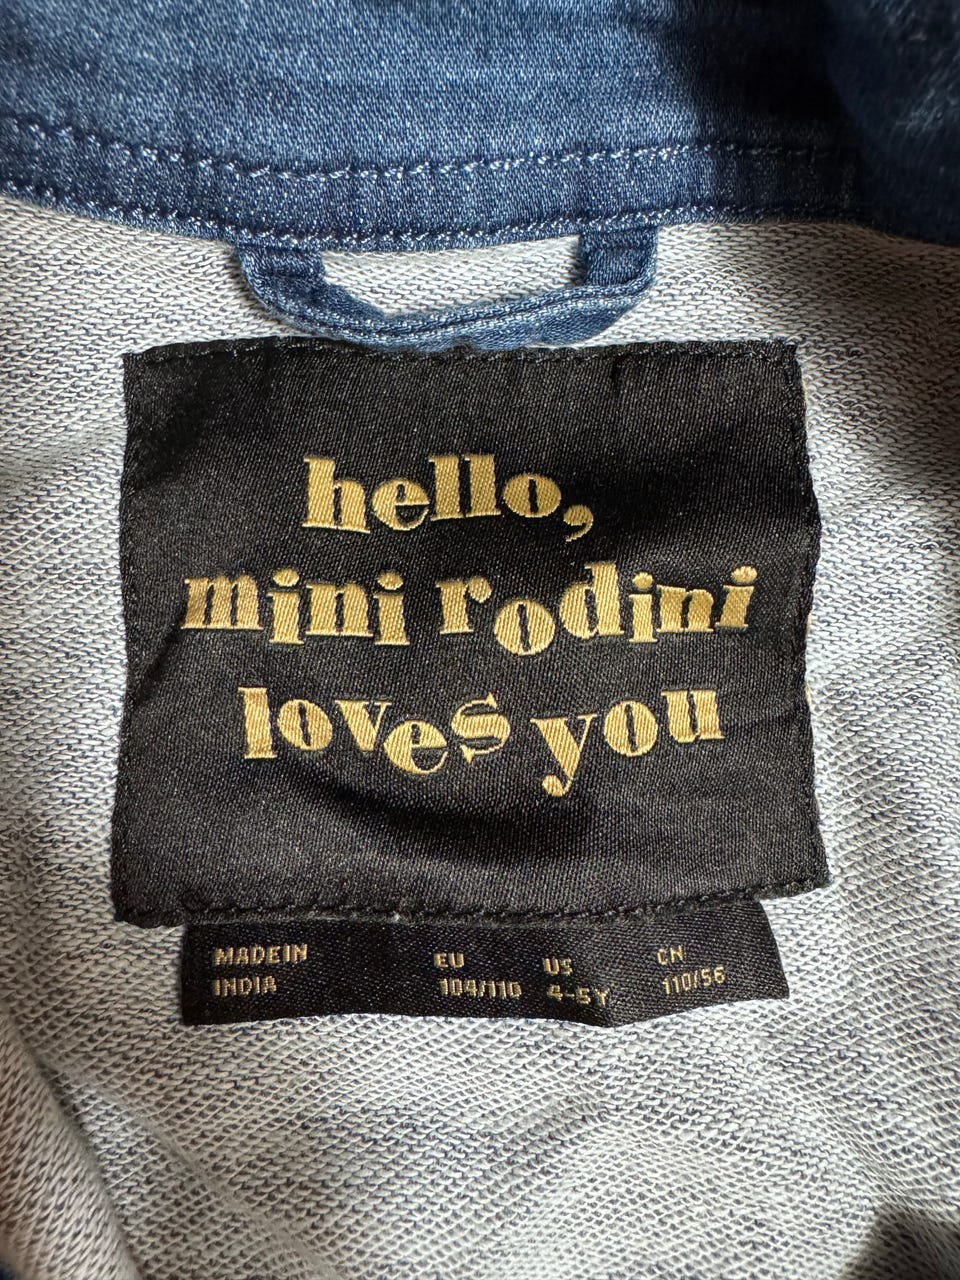 hello,
mini rodini
loves you
MADE IN
INDIA
EU
104/110
US
4-5Y
CN
110/56